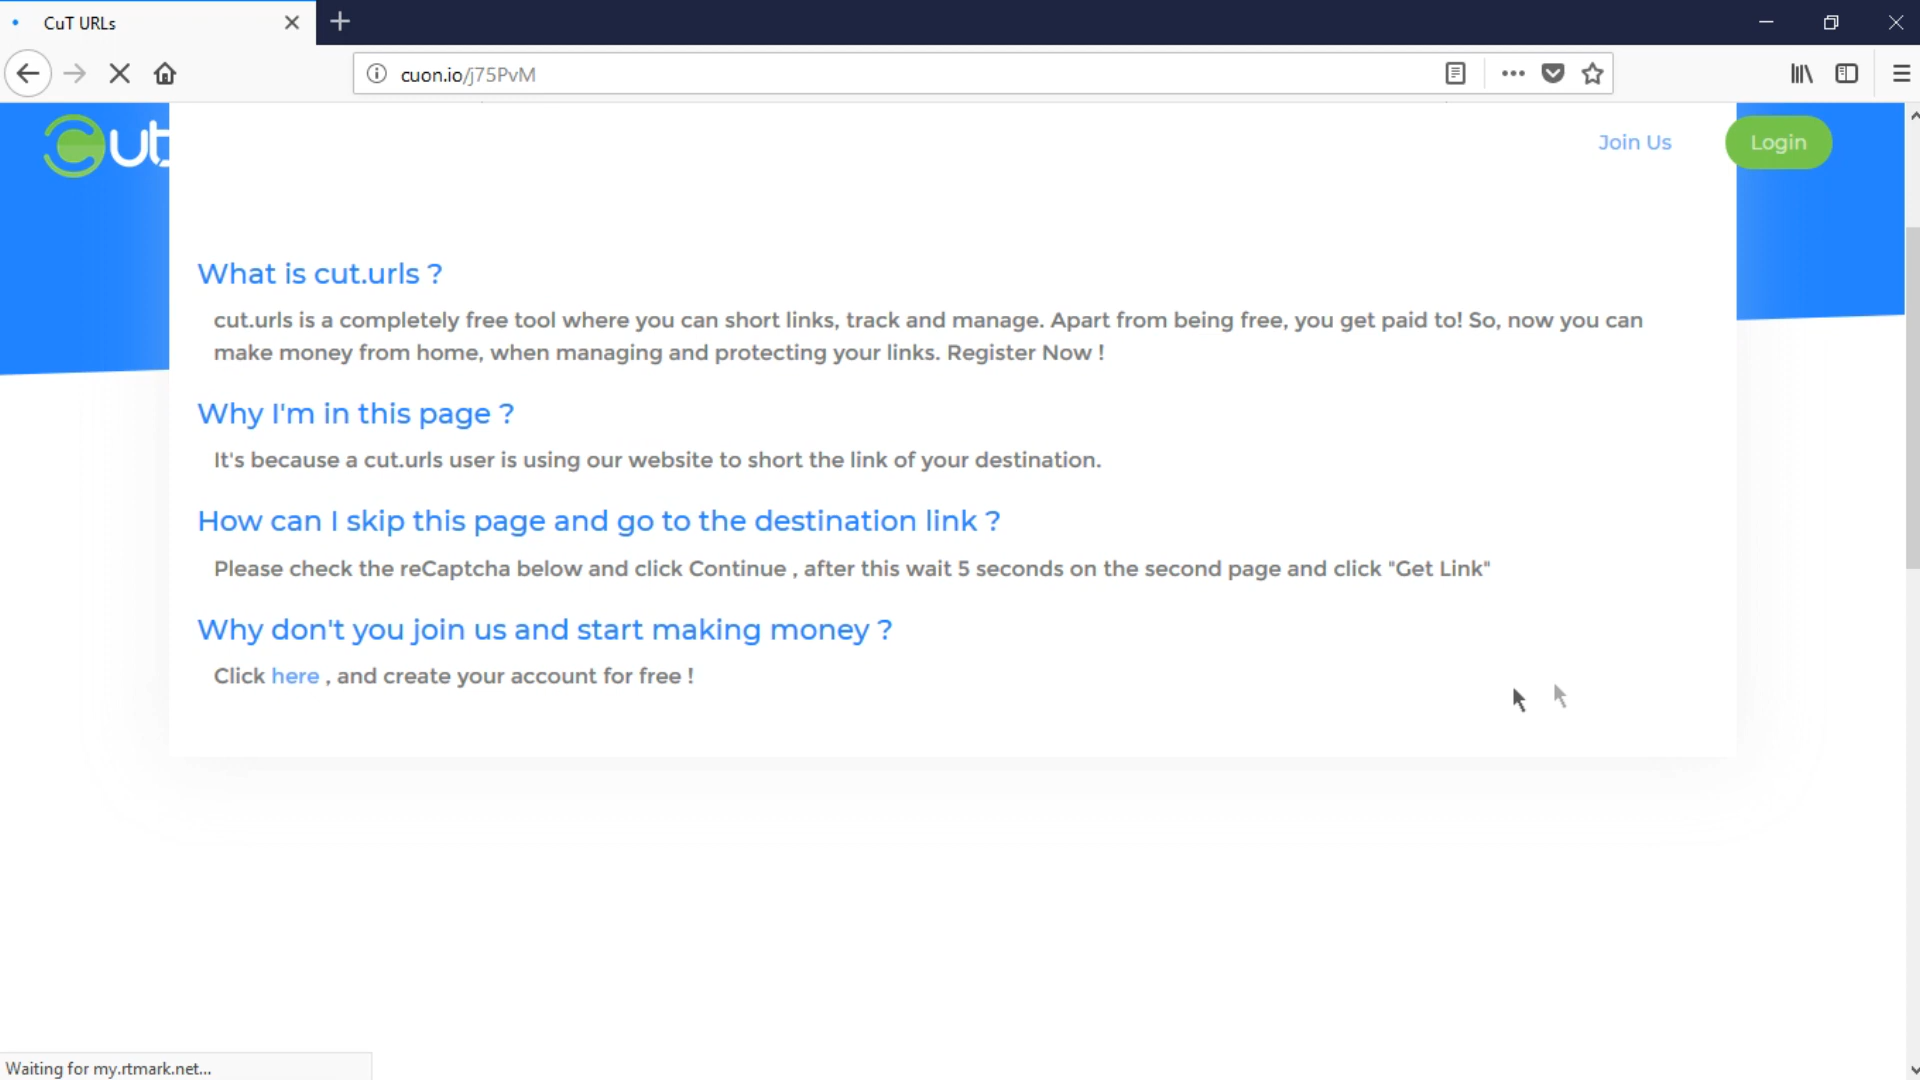 CuT URLs
cuon.io/j75PvM
Cut
Join Us
Login
What is cut.urls ?
cut.urls is a completely free tool where you can short links, track and manage. Apart from being free, you get paid to! So, now you can
make money from home, when managing and protecting your links. Register Now !
Why I'm in this page ?
It's because a cut.urls user is using our website to short the link of your destination.
How can I skip this page and go to the destination link ?
Please check the reCaptcha below and click Continue , after this wait 5 seconds on the second page and click "Get Link"
Why don't you join us and start making money ?
Click here , and create your account for free !
Waiting for my.rtmark.net...